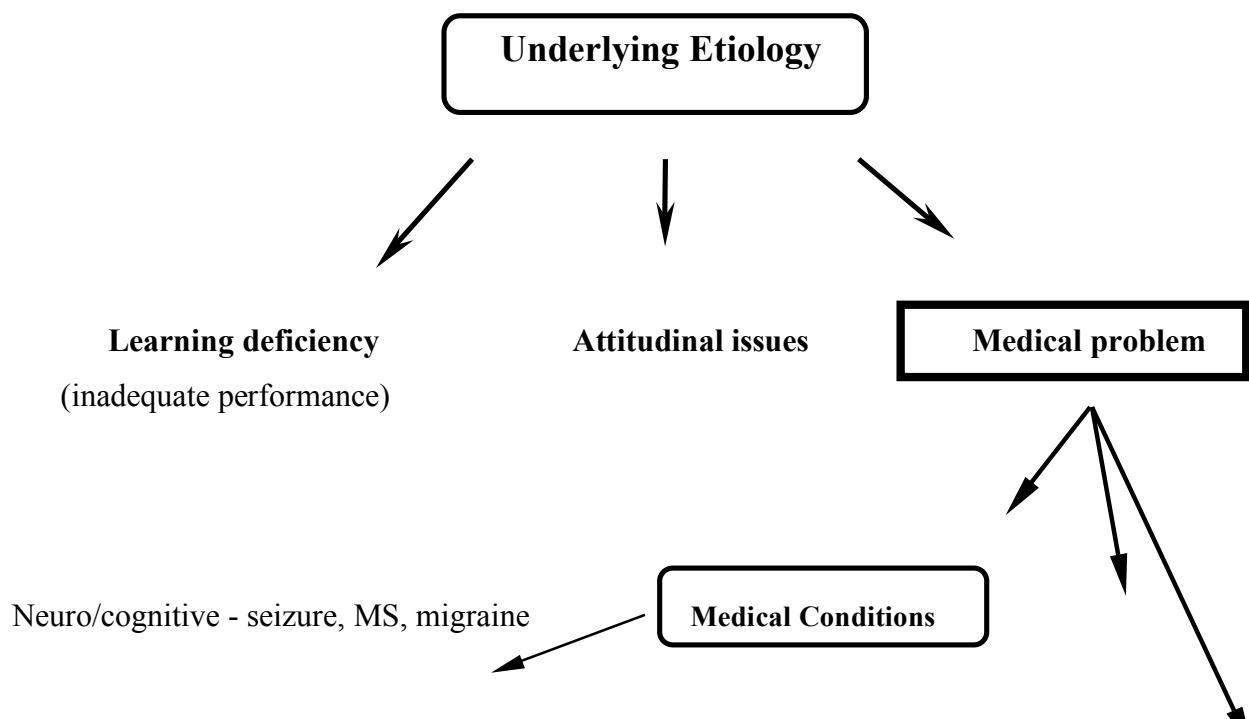 Underlying Etiology
Learning deficiency
Attitudinal issues
Medical problem
(inadequate performance)
Neuro/cognitive - seizure, MS, migraine
Medical Conditions